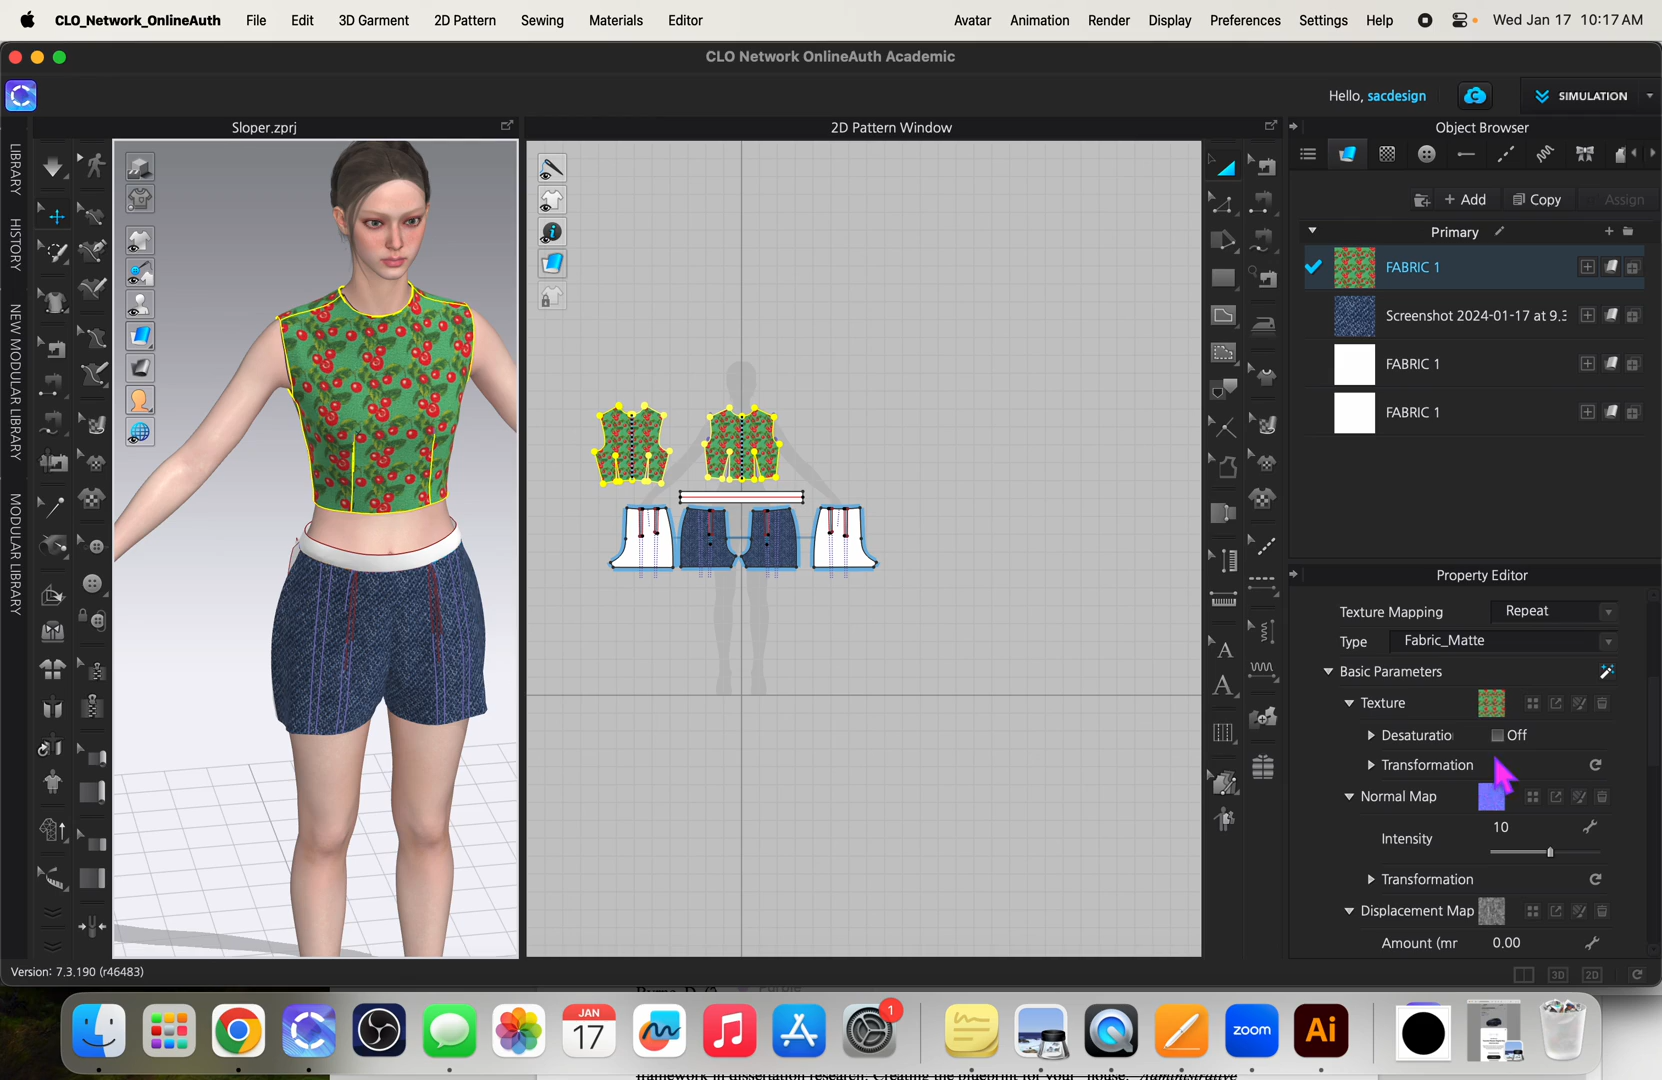 CLO_Network_OnlineAuth File Edit 3D Garment 2D Pattern Sewing Materials Editor Avatar Animation Render Display Preferences Settings Help Wed Jan 17 10:17 AM
CLO Network OnlineAuth Academic
Hello, sacdesign SIMULATION
Sloper.zprj
2D Pattern Window
Object Browser
LIBRARY
HISTORY
NEW MODULAR LIBRARY
MODULAR LIBRARY
+ Add Copy Assign
Primary
FABRIC 1
Screenshot 2024-01-17 at 9.3
FABRIC 1
FABRIC 1
Property Editor
Texture Mapping Repeat
Type Fabric_Matte
Basic Parameters
Texture
Desaturatio Off
Transformation
Normal Map
10
Intensity
Transformation
Displacement Map
Amount (mr 0.00
Version: 7.3.190 (r46483)
3D 2D
JAN
17
1
zoom
Ai